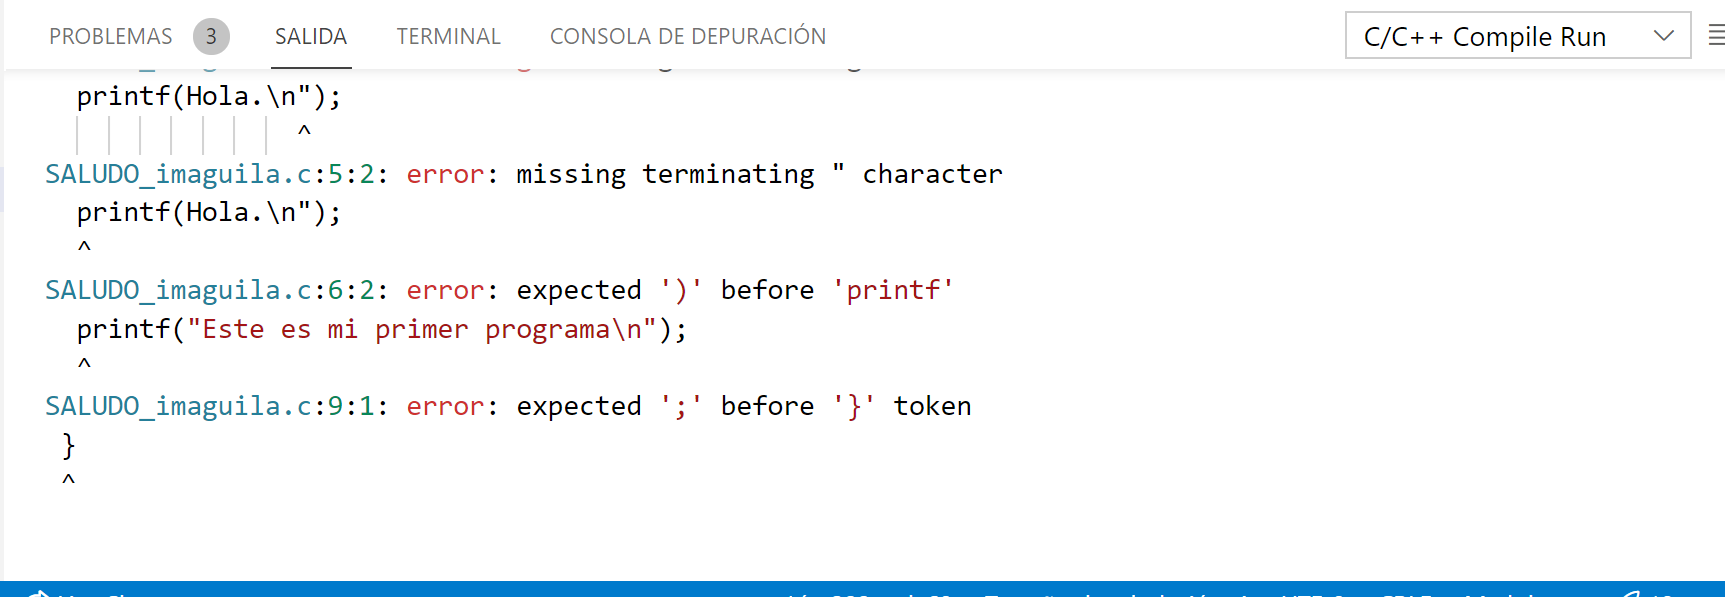 PROBLEMAS 3 SALIDA TERMINAL CONSOLA DE DEPURACIÓN C/C++ Compile Run
printf(Hola.\n");
^
SALUDO_imaguila.c:5:2: error: missing terminating " character
printf(Hola.\n");
^
SALUDO_imaguila.c:6:2: error: expected ')' before 'printf'
printf("Este es mi primer programa\n");
^
SALUDO_imaguila.c:9:1: error: expected ';' before '}' token
}
^